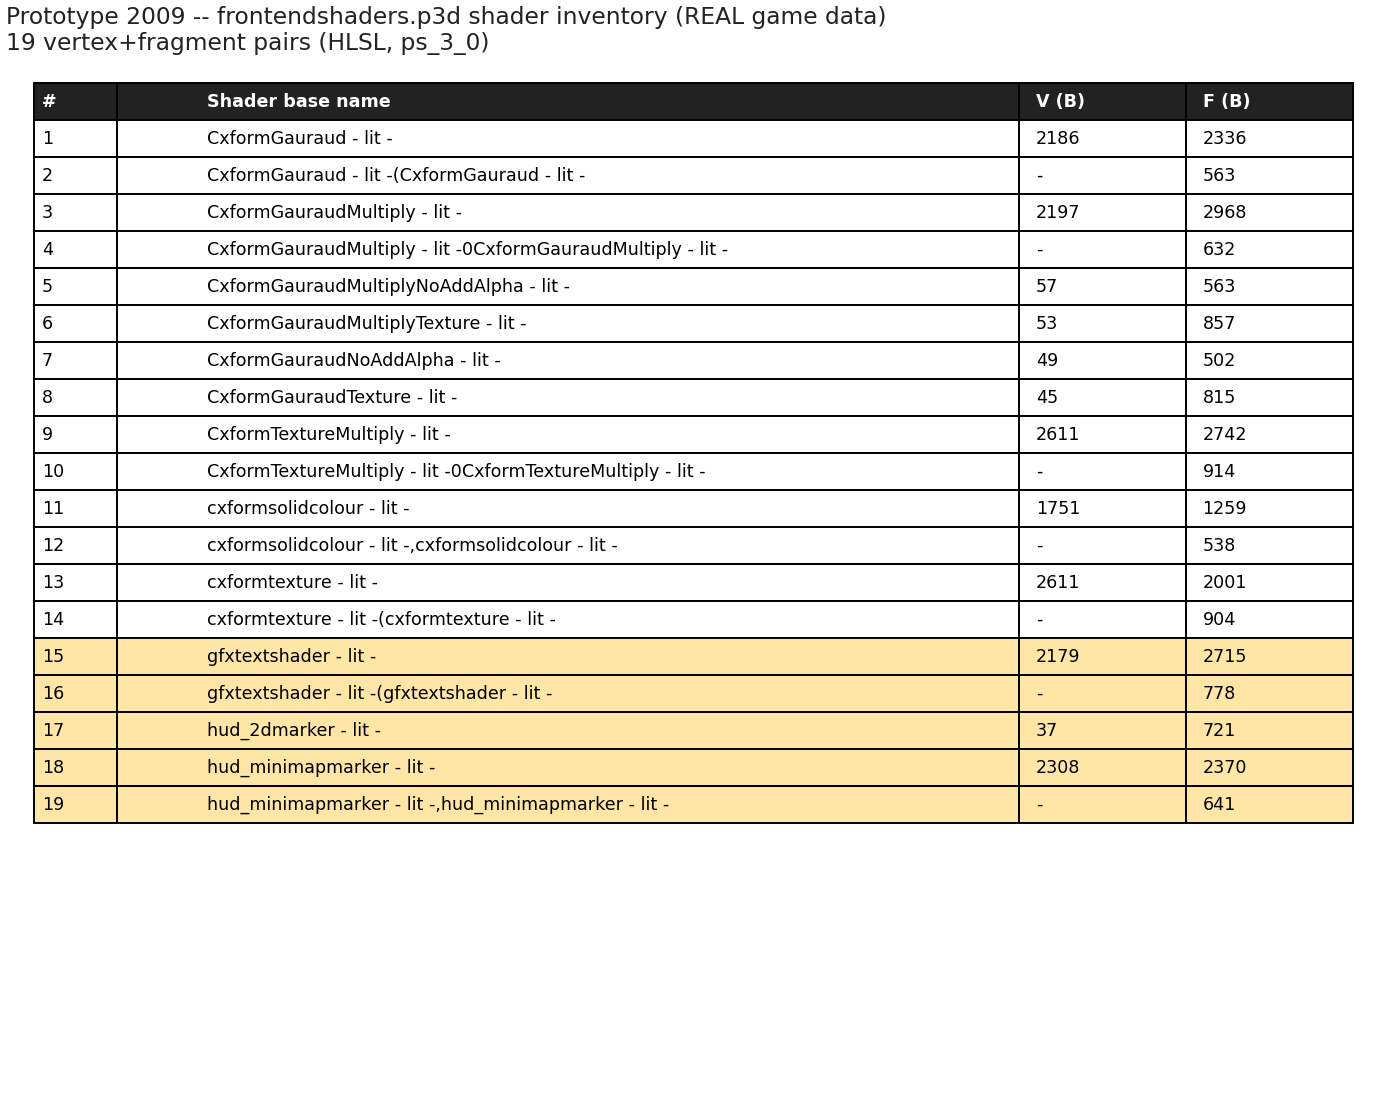 Prototype 2009 -- frontendshaders.p3d shader inventory (REAL game data)
19 vertex+fragment pairs (HLSL, ps_3_0)
# Shader base name V (B) F (B)
1 CxformGauraud - lit - 2186 2336
2 CxformGauraud - lit -(CxformGauraud - lit - - 563
3 CxformGauraudMultiply - lit - 2197 2968
4 CxformGauraudMultiply - lit -0CxformGauraudMultiply - lit - - 632
5 CxformGauraudMultiplyNoAddAlpha - lit - 57 563
6 CxformGauraudMultiplyTexture - lit - 53 857
7 CxformGauraudNoAddAlpha - lit - 49 502
8 CxformGauraudTexture - lit - 45 815
9 CxformTextureMultiply - lit - 2611 2742
10 CxformTextureMultiply - lit -0CxformTextureMultiply - lit - - 914
11 cxformsolidcolour - lit - 1751 1259
12 cxformsolidcolour - lit -,cxformsolidcolour - lit - - 538
13 cxformtexture - lit - 2611 2001
14 cxformtexture - lit -(cxformtexture - lit - - 904
15 gfxtextshader - lit - 2179 2715
16 gfxtextshader - lit -(gfxtextshader - lit - - 778
17 hud_2dmarker - lit - 37 721
18 hud_minimapmarker - lit - 2308 2370
19 hud_minimapmarker - lit -,hud_minimapmarker - lit - - 641